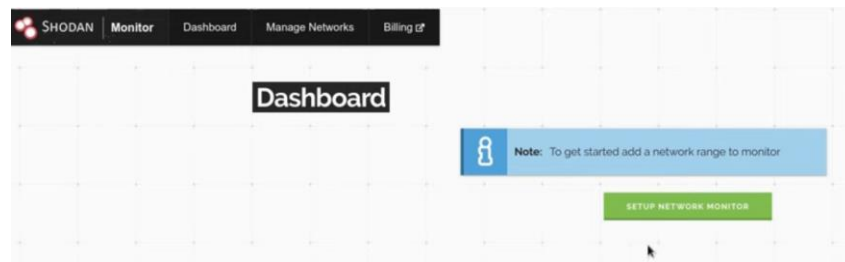 SHODAN Monitor Dashboard Manage Networks Billing
Dashboard
Note: To get started add a network range to monitor
SETUP NETWORK MONITOR